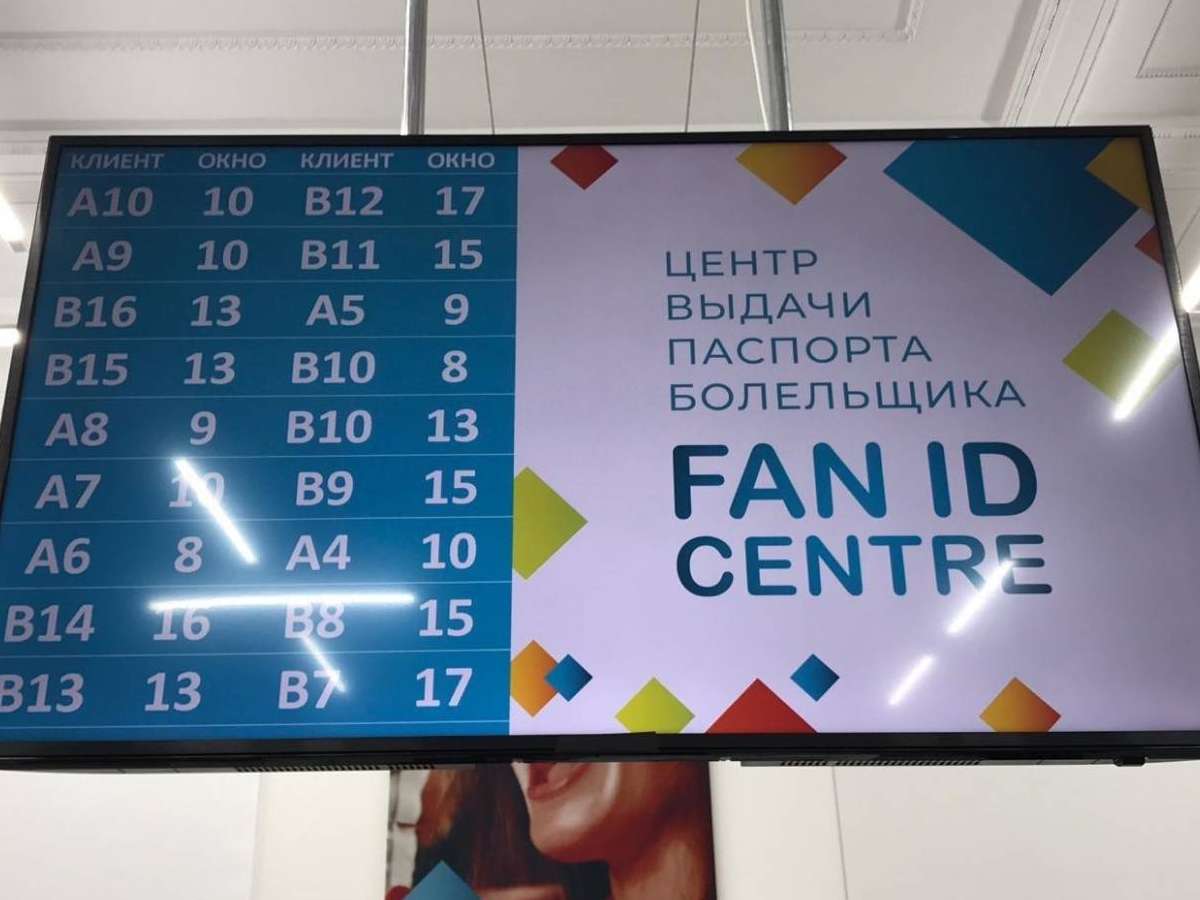 КЛИЕНТ ОКНО КЛИЕНТ ОКНО
A10 10 B12 17
A9 10 B11 15
B16 13 A5 9
B15 13 B10 8
A8 9 B10 13
A7 10 B9 15
A6 8 A4 10
B14 16 B8 15
B13 13 B7 17
ЦЕНТР
ВЫДАЧИ
ПАСПОРТА
БОЛЕЛЬЩИКА
FAN ID
CENTRE